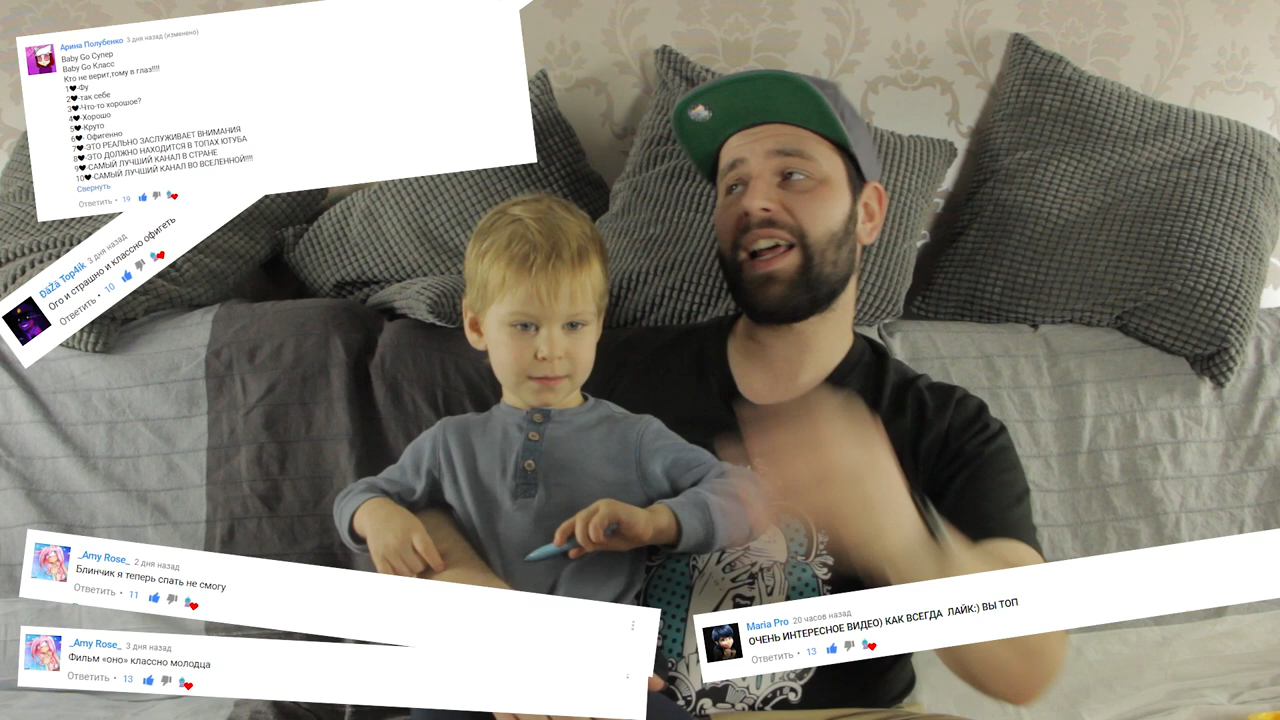 Арина Полубенко 3 дня назад (изменено)
Baby Go Супер
Baby Go Класс
Кто не верит,тому в глаз!!!!
1🖤-Фу
2🖤-так себе
3🖤-Что-то хорошое?
4🖤-Хорошо
5🖤-Круто
6🖤- Офигенно
7🖤-ЭТО РЕАЛЬНО ЗАСЛУЖИВАЕТ ВНИМАНИЯ
8🖤-ЭТО ДОЛЖНО НАХОДИТСЯ В ТОПАХ ЮТУБА
9🖤-САМЫЙ ЛУЧШИЙ КАНАЛ В СТРАНЕ
10🖤-САМЫЙ ЛУЧШИЙ КАНАЛ ВО ВСЕЛЕННОЙ!!!!
Свернуть
Ответить • 19
ĐäŽä Top4ik 3 дня назад
Ого и страшно и классно офигеть
Ответить • 10
_Amy Rose_ 2 дня назад
Блинчик я теперь спать не смогу
Ответить • 11
_Amy Rose_ 3 дня назад
Фильм «оно» классно молодца
Ответить • 13
Maria Pro 20 часов назад
ОЧЕНЬ ИНТЕРЕСНОЕ ВИДЕО) КАК ВСЕГДА ЛАЙК:) ВЫ ТОП
Ответить • 13